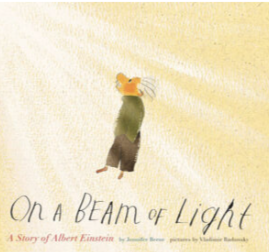 On A BEAM OF Light
A Story of Albert Einstein by Jennifer Berne pictures by Vladimir Radunsky